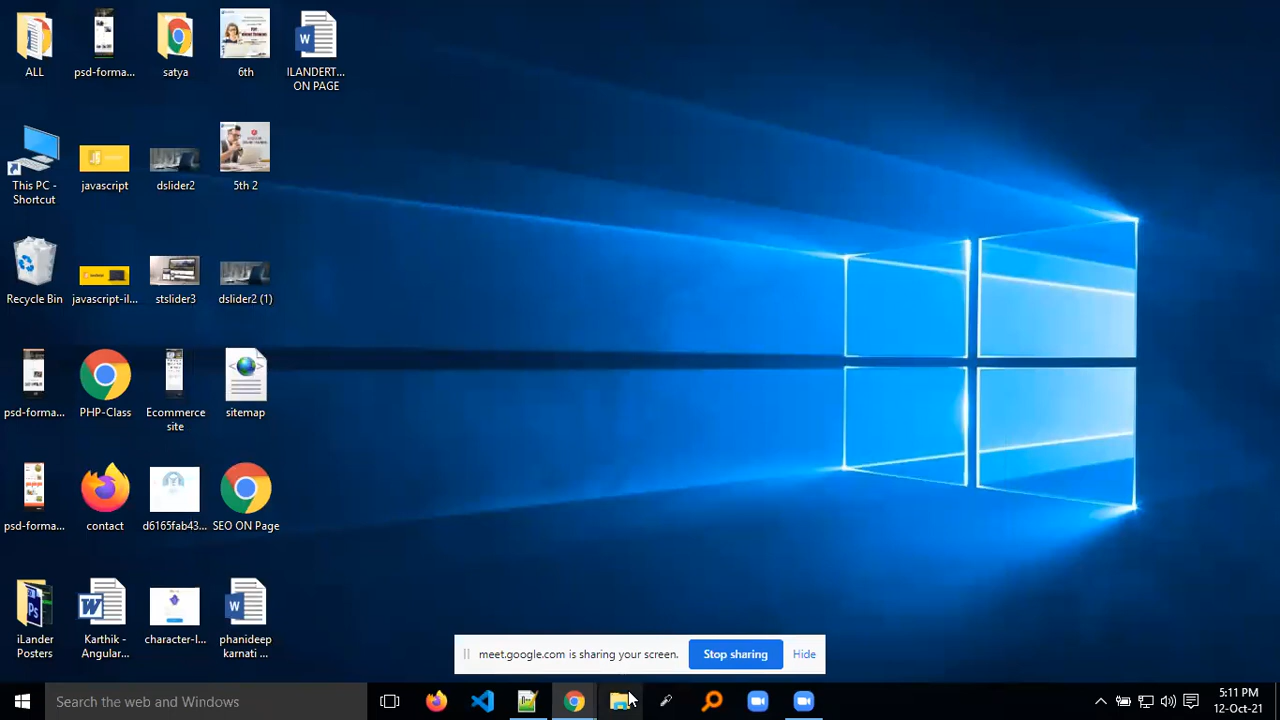 ALL
psd-forma...
satya
6th
ILANDERT...
ON PAGE
This PC -
Shortcut
javascript
dslider2
5th 2
Recycle Bin
javascript-il...
stslider3
dslider2 (1)
psd-forma...
PHP-Class
Ecommerce
site
sitemap
psd-forma...
contact
d6165fab43...
SEO ON Page
iLander
Posters
Karthik -
Angular...
character-l...
phanideep
karnati ...
meet.google.com is sharing your screen.
Stop sharing
Hide
Search the web and Windows
5:11 PM
12-Oct-21